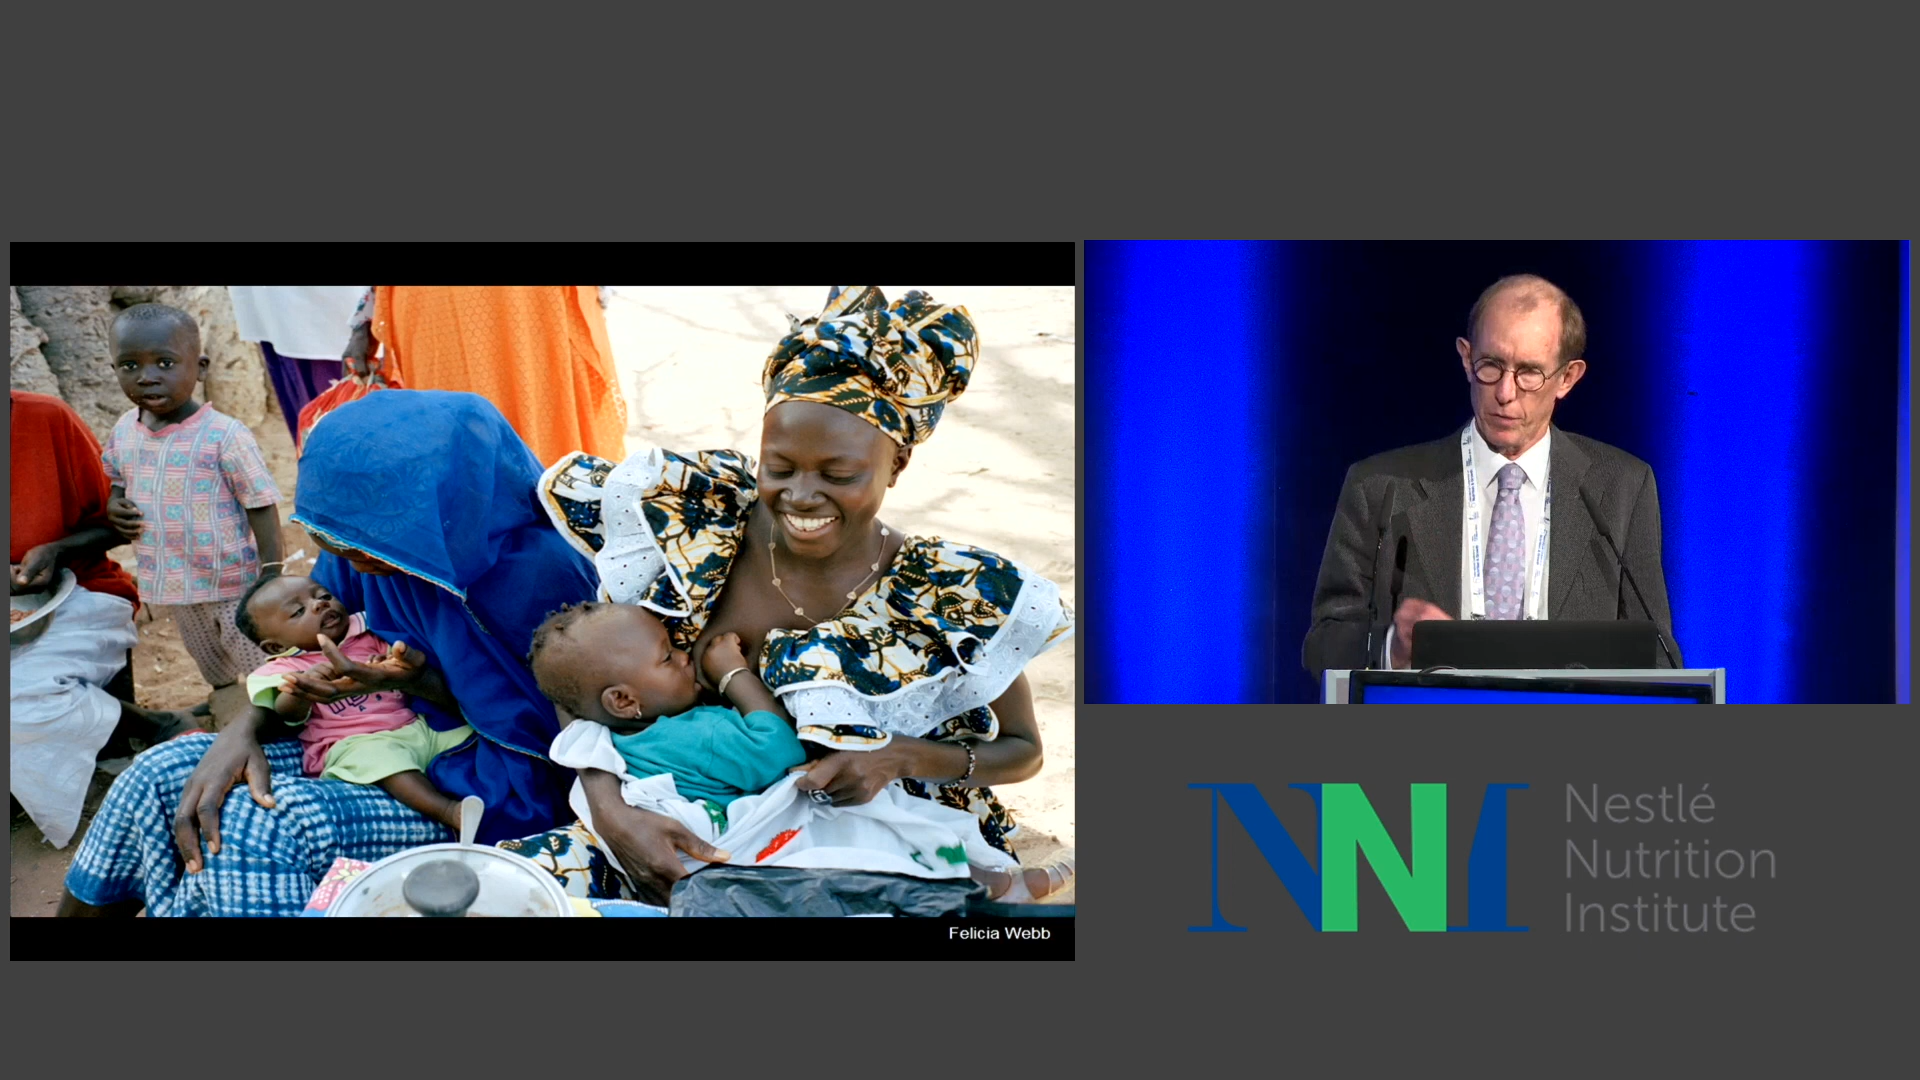 Felicia Webb
NNI
Nestlé
Nutrition
Institute